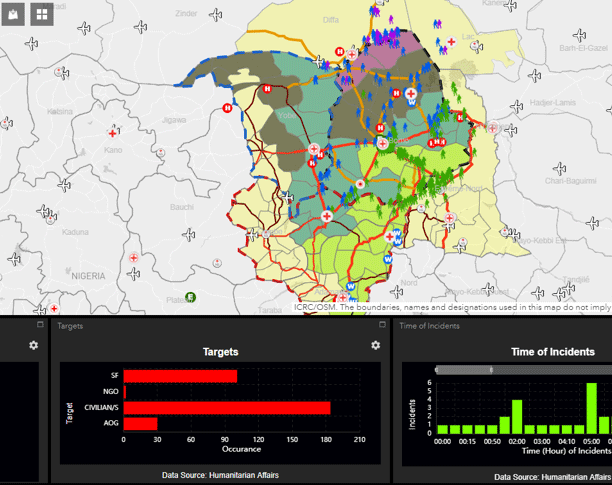 Zinder
Diffa
Lac
Kanem
Barh-El-Gazel
Katsina
Hadjer-Lamis
Jigawa
Yobe
Kano
Chari-Baguirmi
Bauchi
Kaduna
Mayo-Kebbi Est
NIGERIA
Plateau
E
Nord
Taraba
H
W
ICRC/OSM. The boundaries, names and designations used in this map do not imply
Targets
Time of Incidents
Targets
Time of Incidents
SF
NGO
CIVILIAN/S
AOG
Target
0 30 60 90 120 150 180 210
Occurance
Data Source: Humanitarian Affairs
6
5
4
3
2
1
0
Incidents
00:00 00:15 00:50 02:00 03:00 04:10 05:00
Time (Hour) of Incidents
Data Source: Humanitarian Affairs